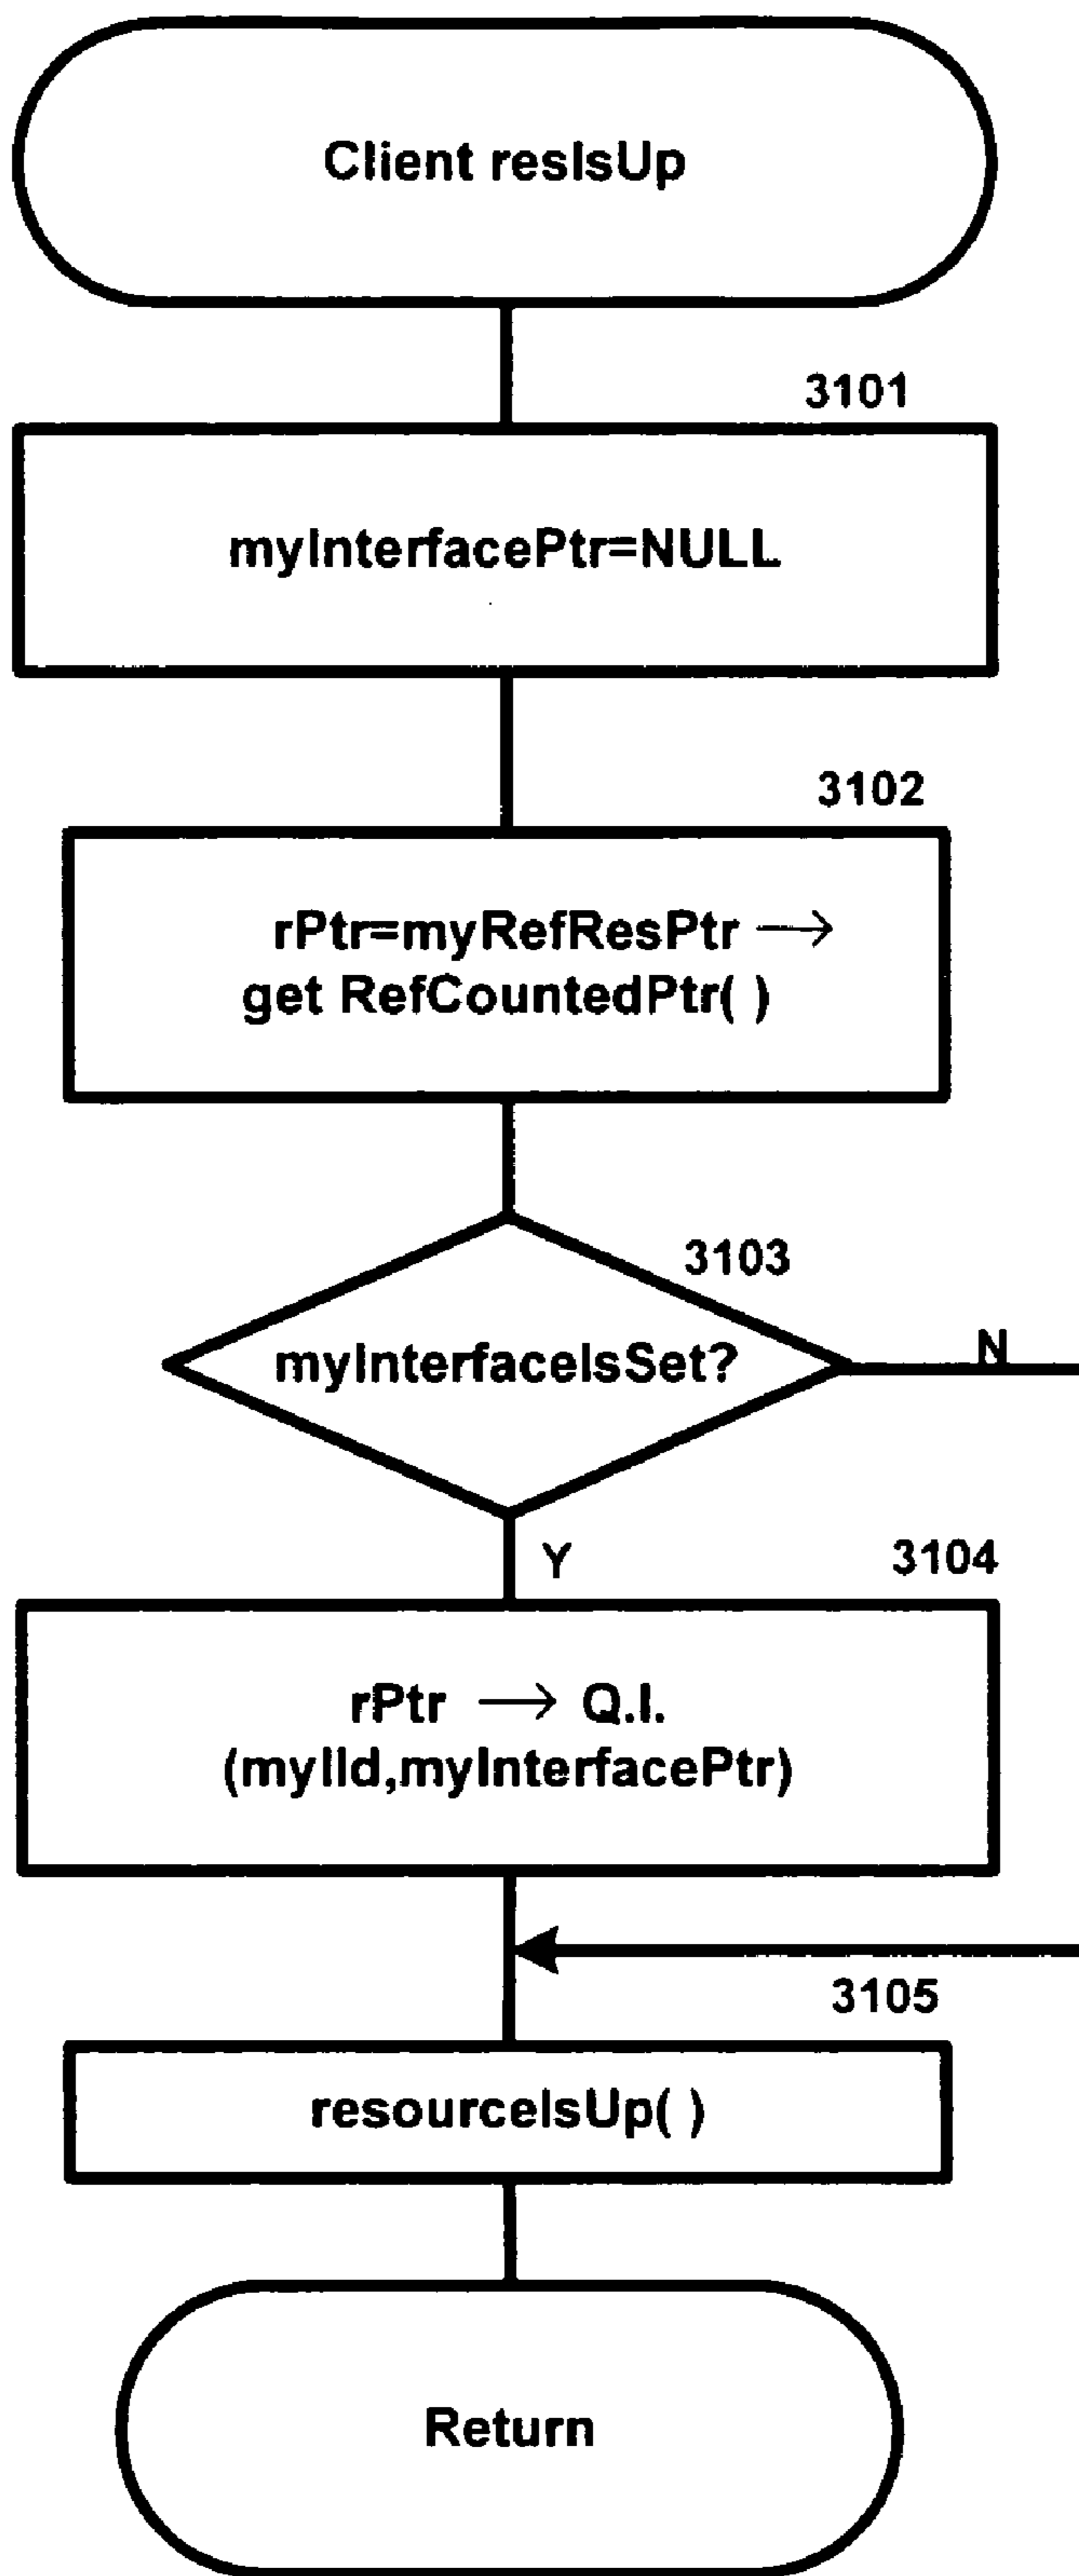 Client resIsUp
3101
myInterfacePtr=NULL
3102
rPtr=myRefResPtr →
get RefCountedPtr( )
3103
myInterfaceIsSet?
N
Y
3104
rPtr → Q.I.
(myIId,myInterfacePtr)
3105
resourceIsUp( )
Return